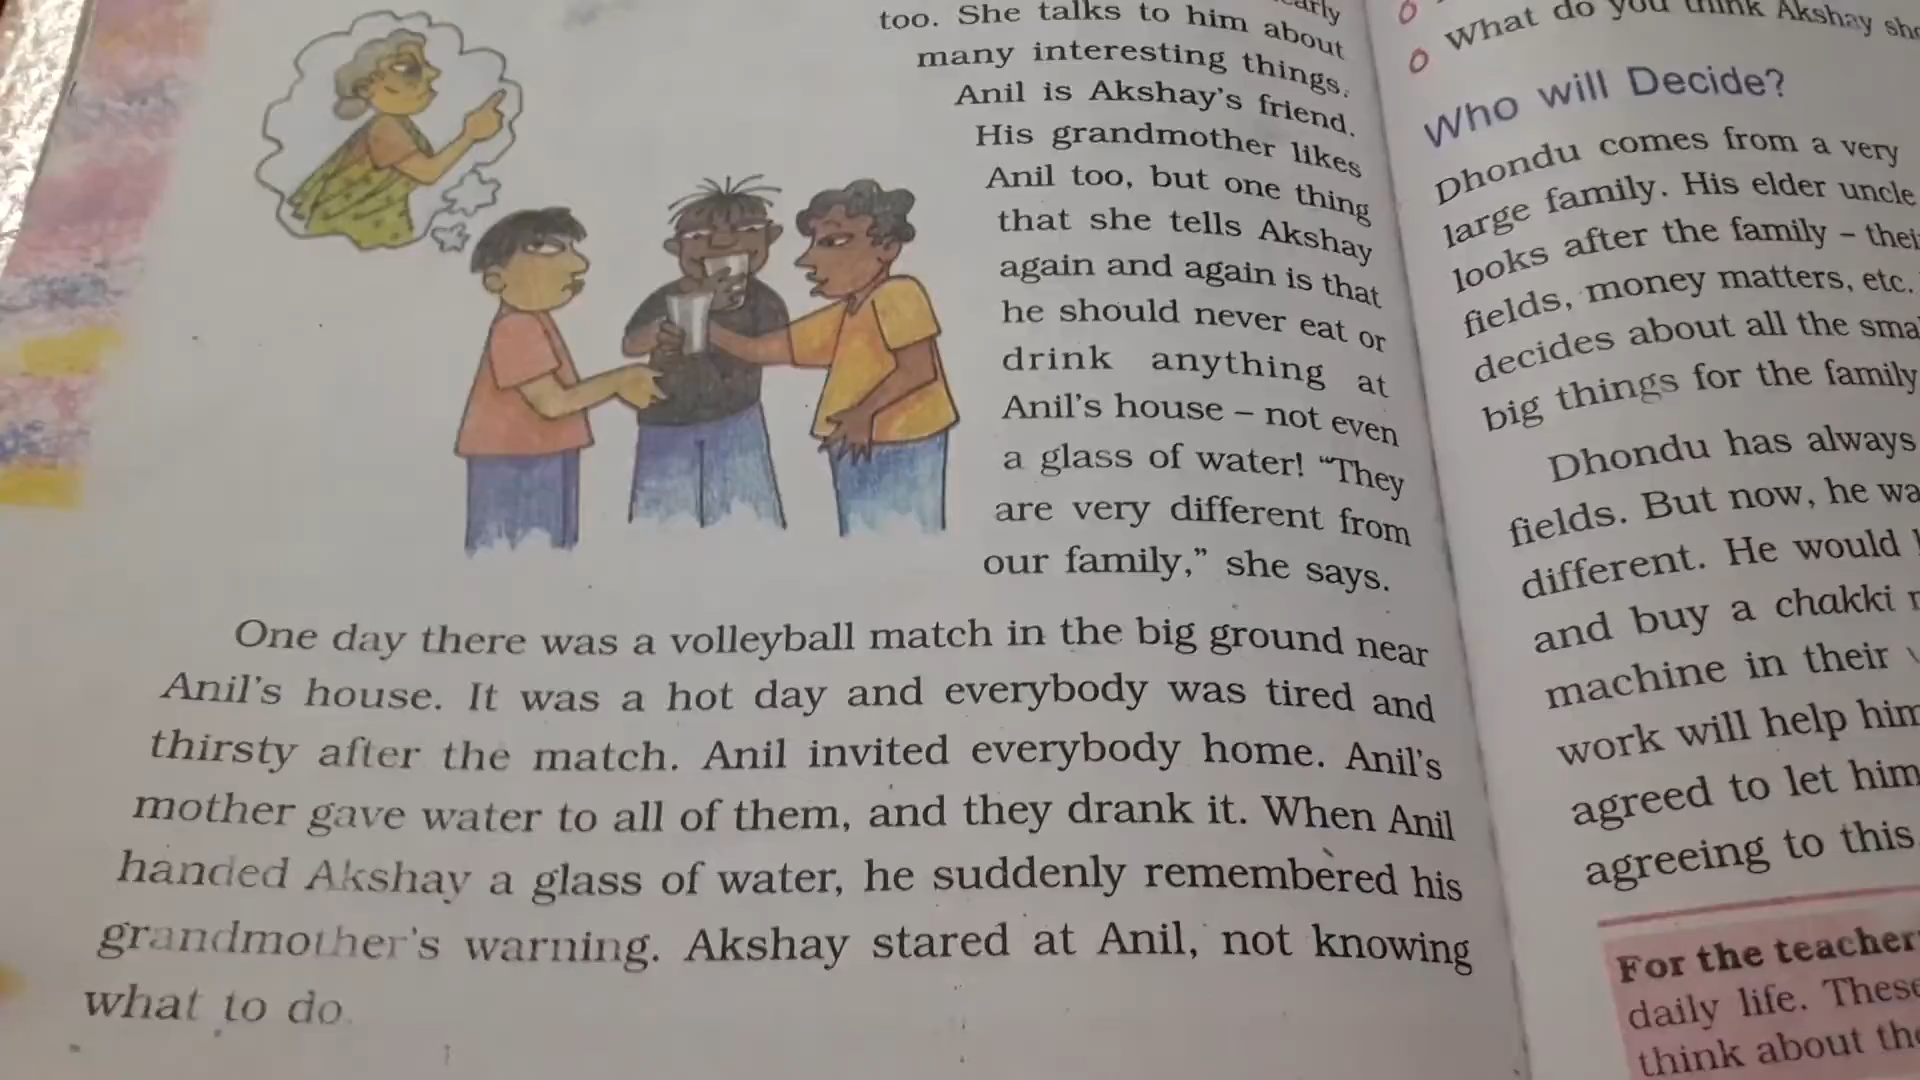 too. She talks to him about
many interesting things.
Anil is Akshay's friend.
His grandmother likes
Anil too, but one thing
that she tells Akshay
again and again is that
he should never eat or
drink anything at
Anil's house – not even
a glass of water! “They
are very different from
our family,” she says.
One day there was a volleyball match in the big ground near
Anil's house. It was a hot day and everybody was tired and
thirsty after the match. Anil invited everybody home. Anil's
mother gave water to all of them, and they drank it. When Anil
handed Akshay a glass of water, he suddenly remembered his
grandmother's warning. Akshay stared at Anil, not knowing
what to do.
What do you think Akshay
Who will Decide?
Dhondu comes from a very
large family. His elder uncle
looks after the family –
fields, money matters, etc.
decides about all the
big things for the family
Dhondu has always
fields. But now, he
different. He would
and buy a chakki
machine in their
work will help
agreed to let him
agreeing to this
For the teacher
daily life. These
think about